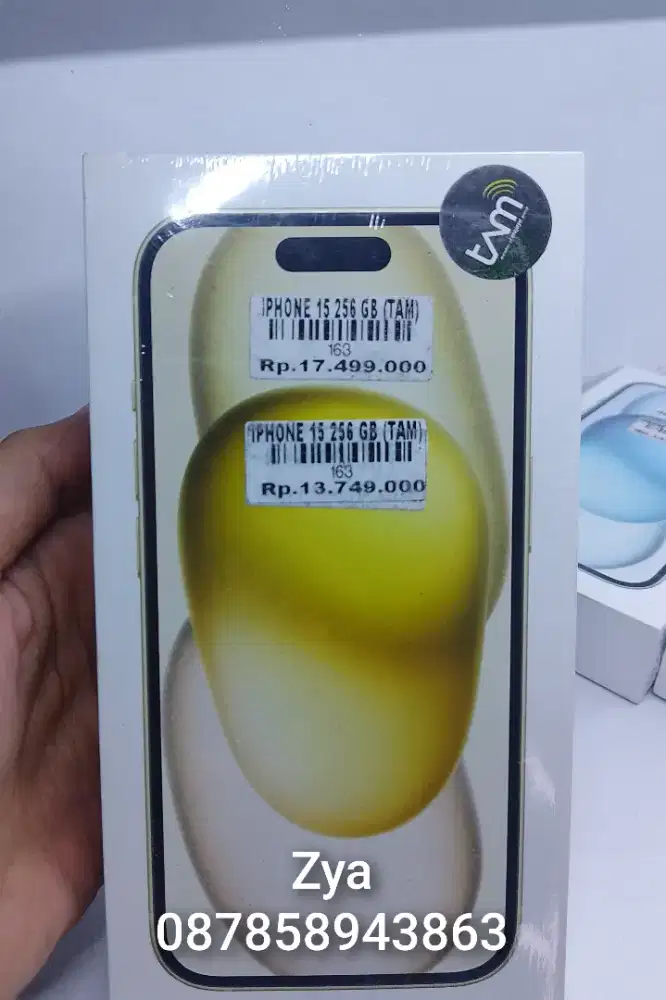 tam
IPHONE 15 256 GB (TAM)
163
Rp.17.499.000
IPHONE 15 256 GB (TAM)
163
Rp.13.749.000
Zya
087858943863